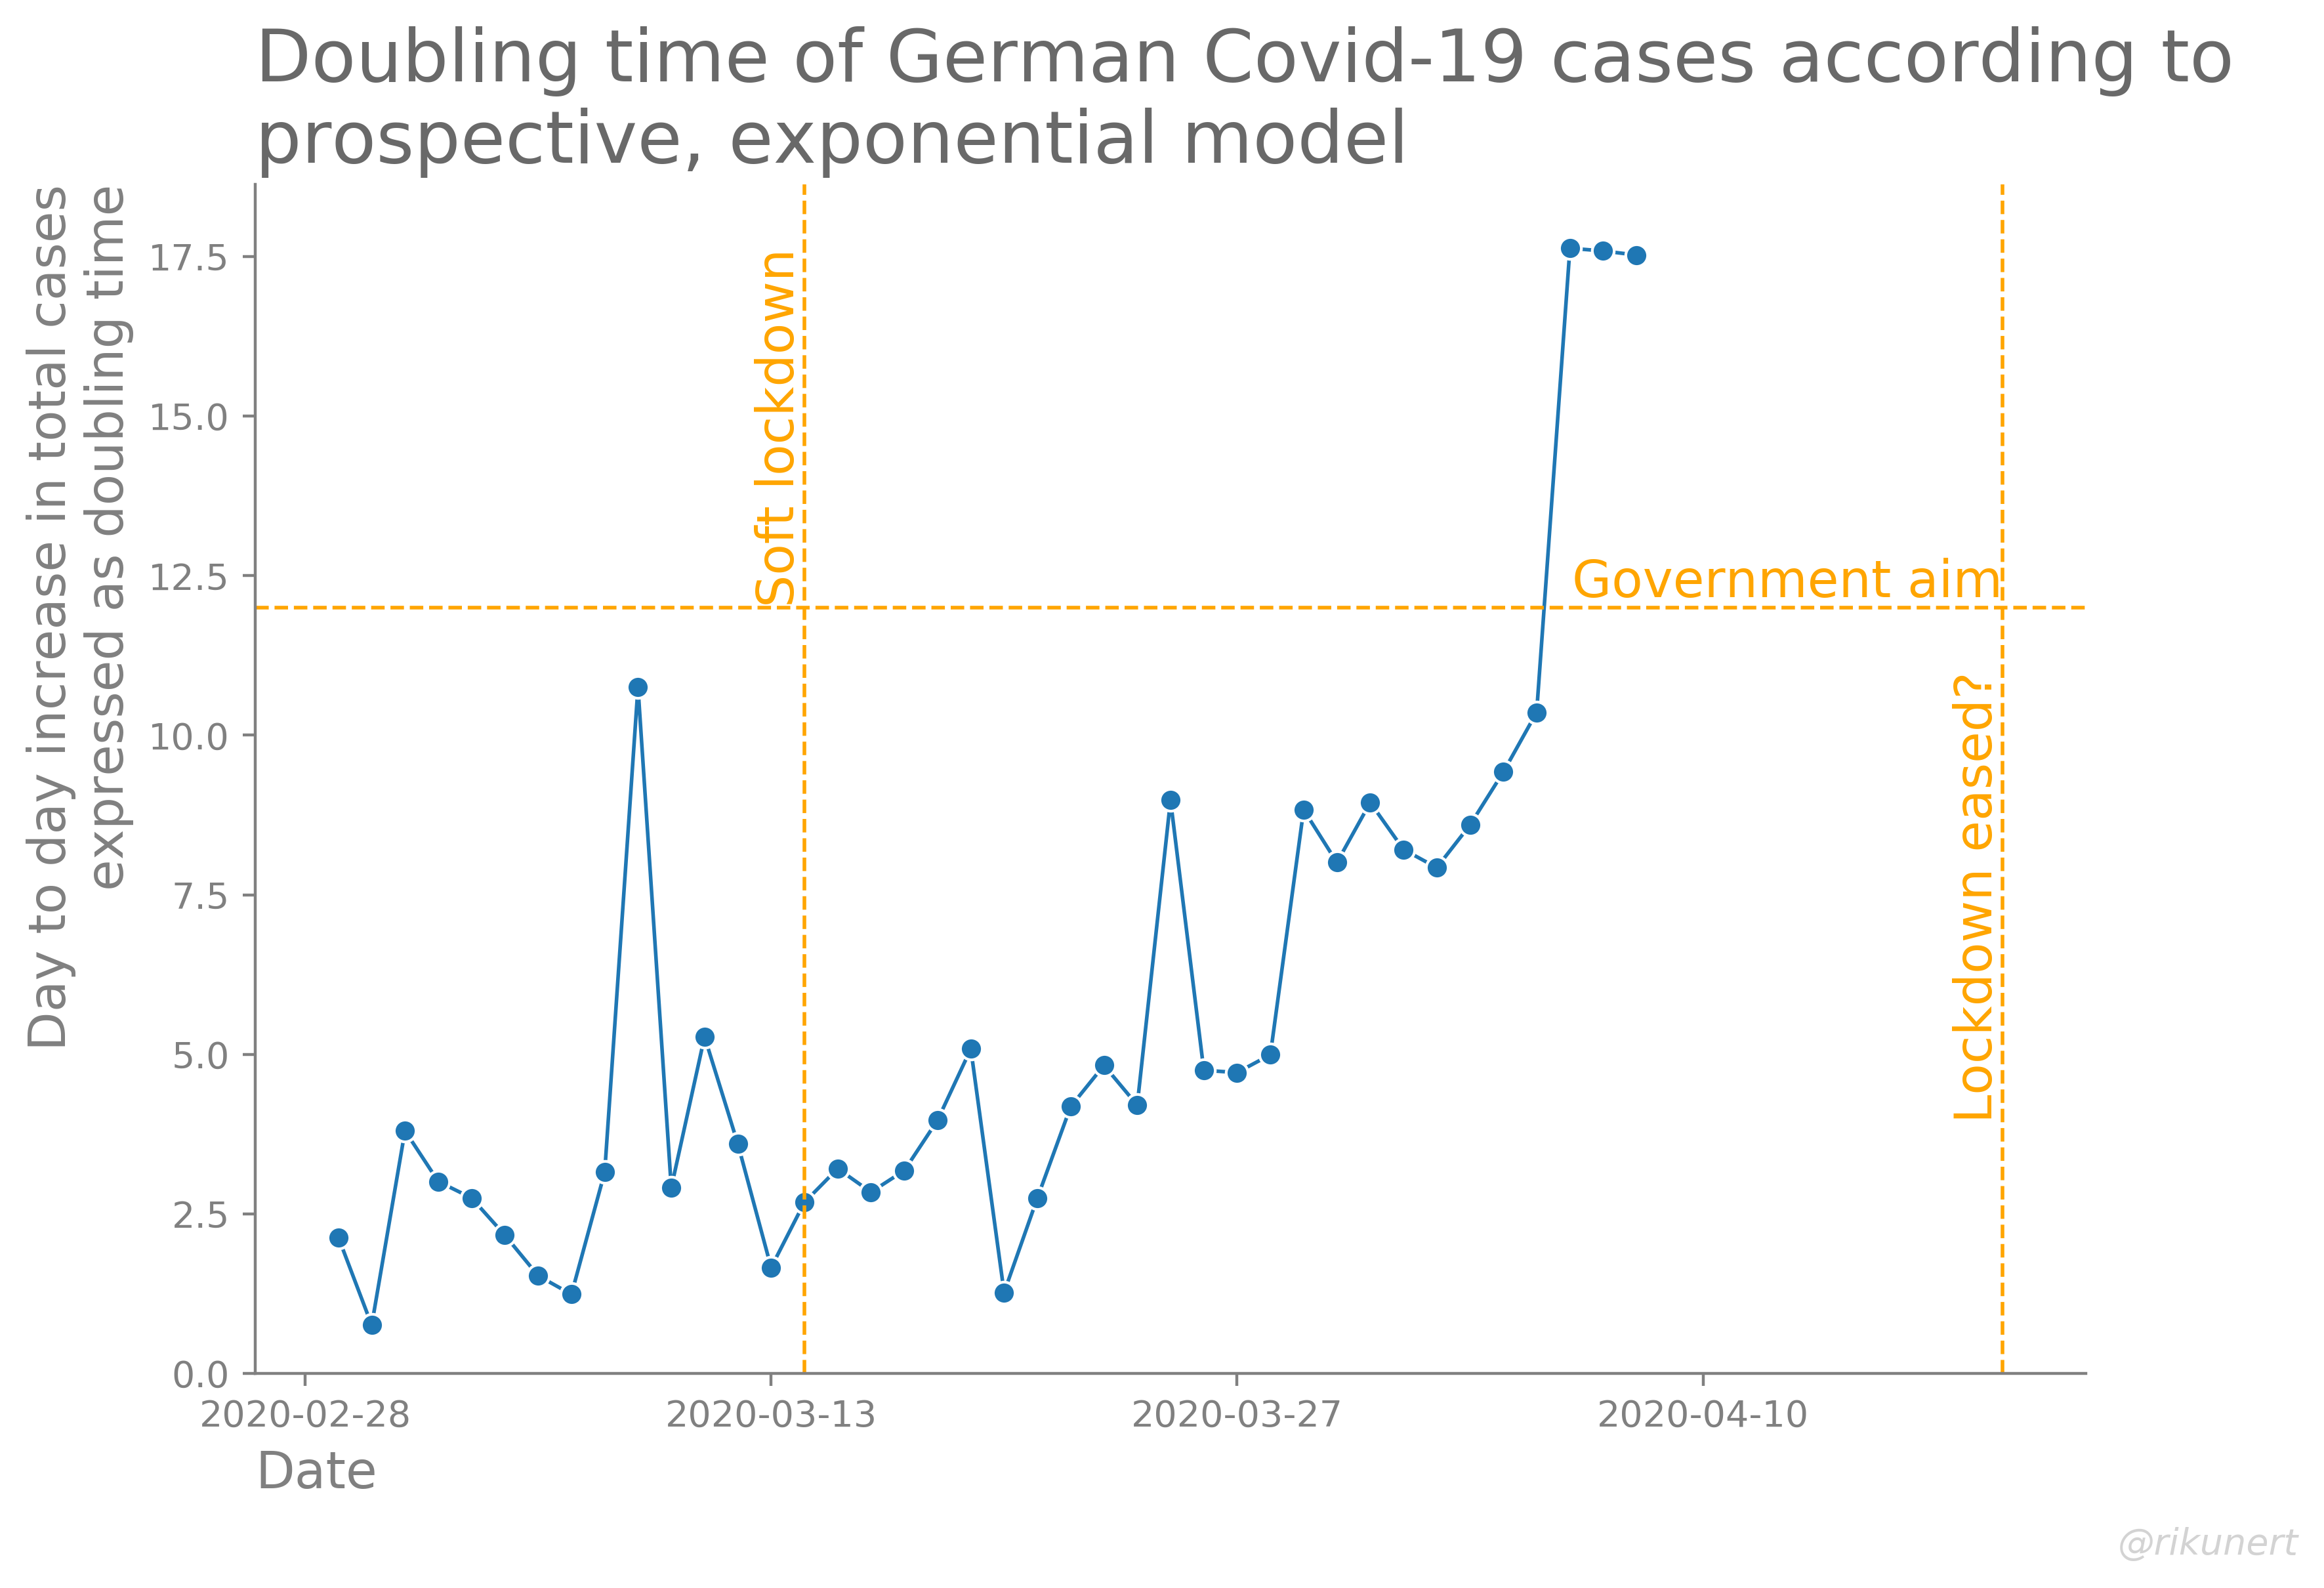 Doubling time of German Covid-19 cases according to
prospective, exponential model
Day to day increase in total cases
expressed as doubling time
17.5
15.0
12.5
10.0
7.5
5.0
2.5
0.0
Soft lockdown
Government aim
Lockdown eased?
2020-02-28
2020-03-13
2020-03-27
2020-04-10
Date
@rikunert